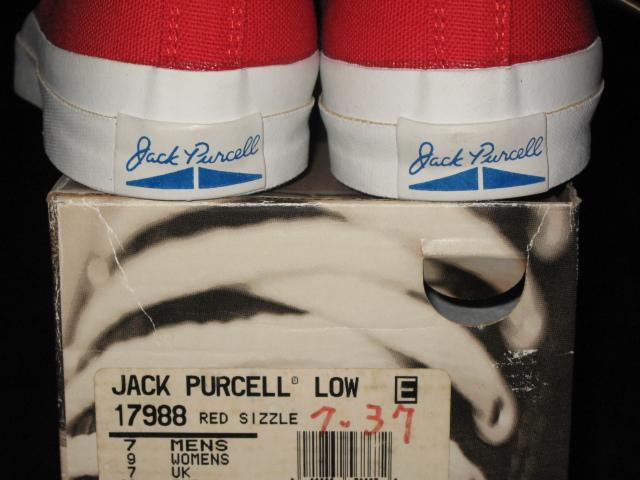 Jack Purcell
Jack Purcell
JACK PURCELL® LOW E
17988 RED SIZZLE 7.37
7 MENS
9 WOMENS
7 UK